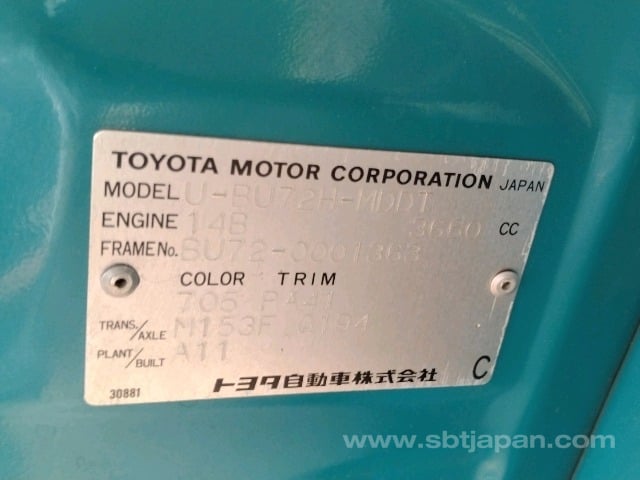 TOYOTA MOTOR CORPORATION JAPAN
MODEL U-BU72H-MDDT
ENGINE 14B 3660 CC
FRAME No. BU72-0001363
COLOR TRIM
705 PA41
TRANS./AXLE M153F Q194
PLANT/BUILT A11
30881 トヨタ自動車株式会社 C
www.sbtjapan.com